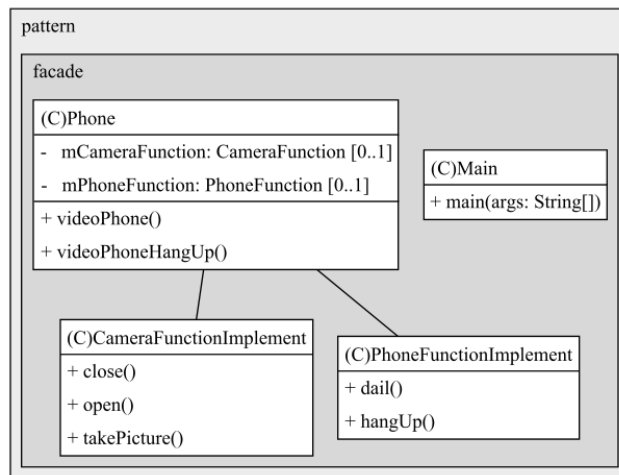 pattern
facade
(C)Phone
- mCameraFunction: CameraFunction [0..1]
- mPhoneFunction: PhoneFunction [0..1]
+ videoPhone()
+ videoPhoneHangUp()
(C)Main
+ main(args: String[])
(C)CameraFunctionImplement
+ close()
+ open()
+ takePicture()
(C)PhoneFunctionImplement
+ dail()
+ hangUp()